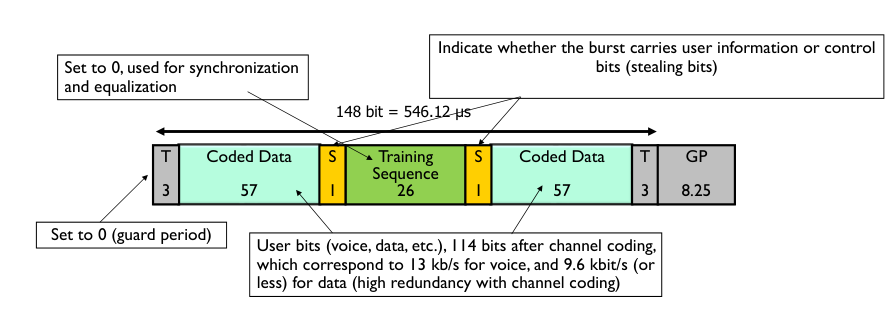 Indicate whether the burst carries user information or control
bits (stealing bits)
Set to 0, used for synchronization
and equalization
148 bit = 546.12 µs
T
Coded Data
S
Training
Sequence
S
Coded Data
T
GP
3
57
1
26
1
57
3
8.25
Set to 0 (guard period)
User bits (voice, data, etc.), 114 bits after channel coding,
which correspond to 13 kb/s for voice, and 9.6 kbit/s (or
less) for data (high redundancy with channel coding)